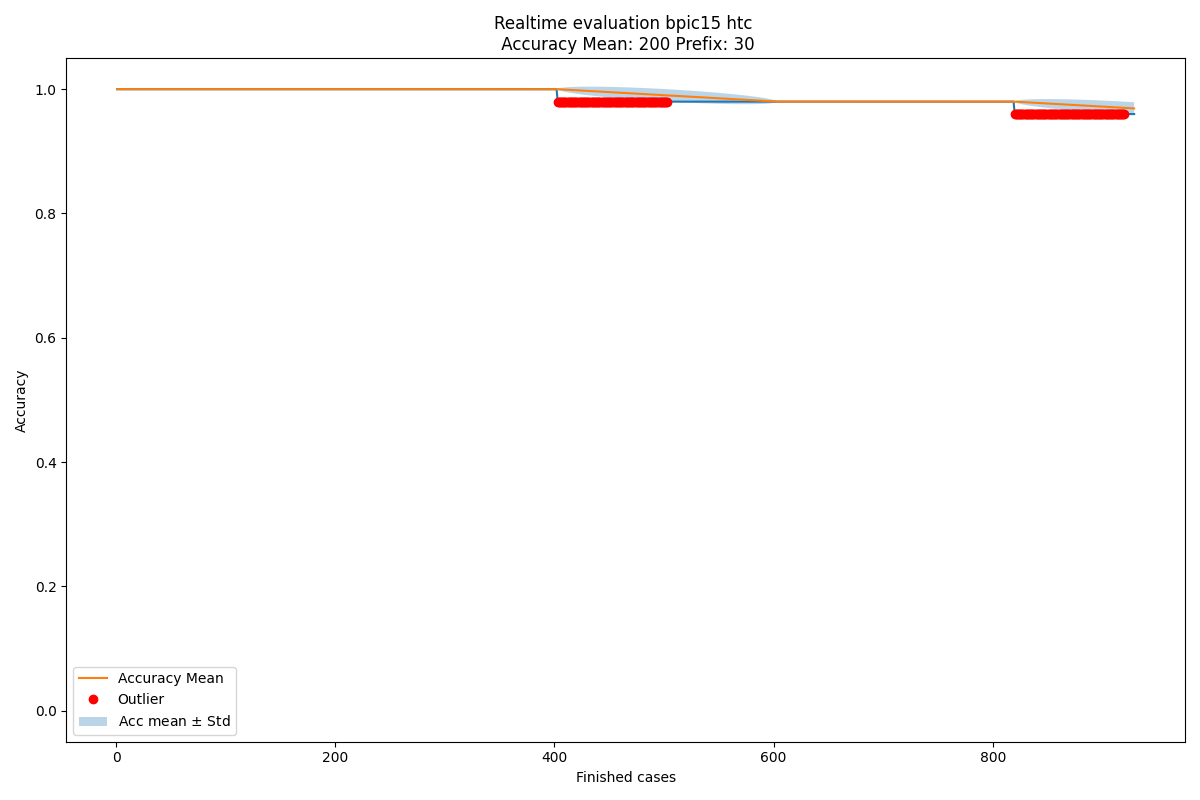 Realtime evaluation bpic15 htc
Accuracy Mean: 200 Prefix: 30
1.0
0.8
0.6
0.4
0.2
0.0
Accuracy
Accuracy Mean
Outlier
Acc mean ± Std
0
200
400
600
800
Finished cases